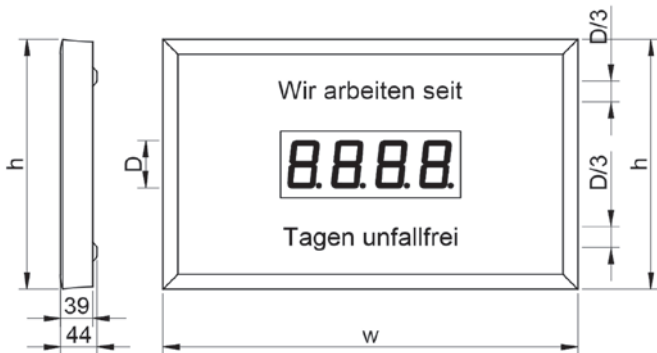 D/3
Wir arbeiten seit
h
D
8.8.8.8.
D/3
h
Tagen unfallfrei
39
44
w